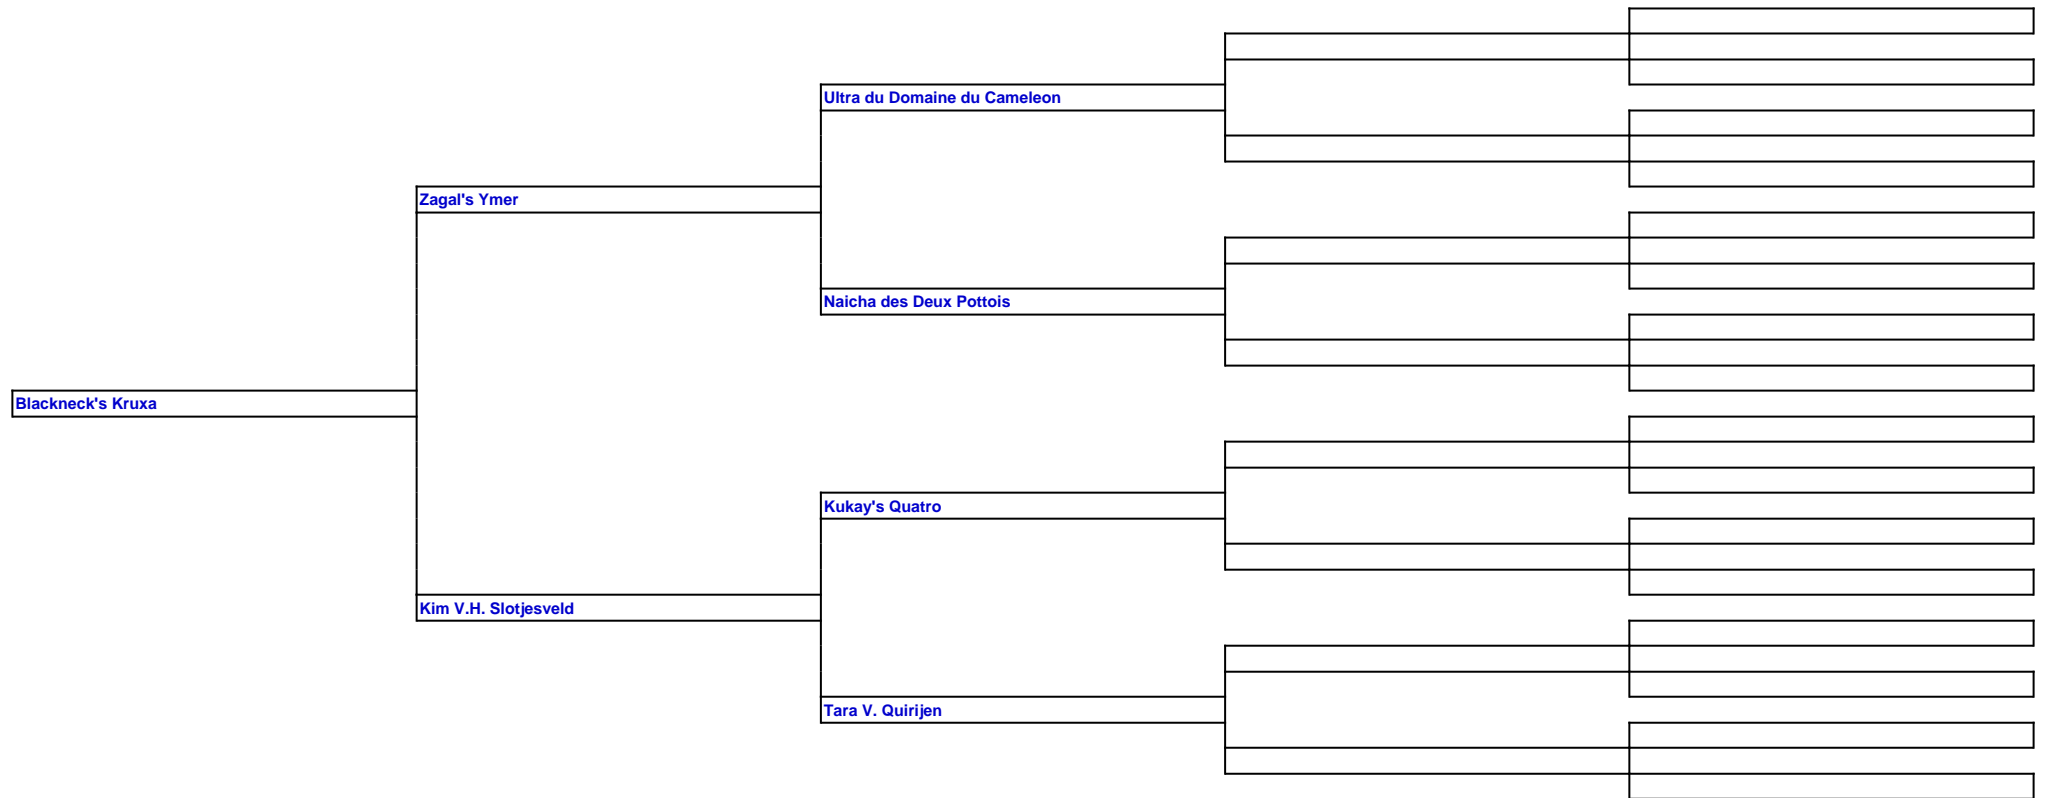 Ultra du Domaine du Cameleon
Zagal's Ymer
Naicha des Deux Pottois
Blackneck's Kruxa
Kukay's Quatro
Kim V.H. Slotjesveld
Tara V. Quirijen